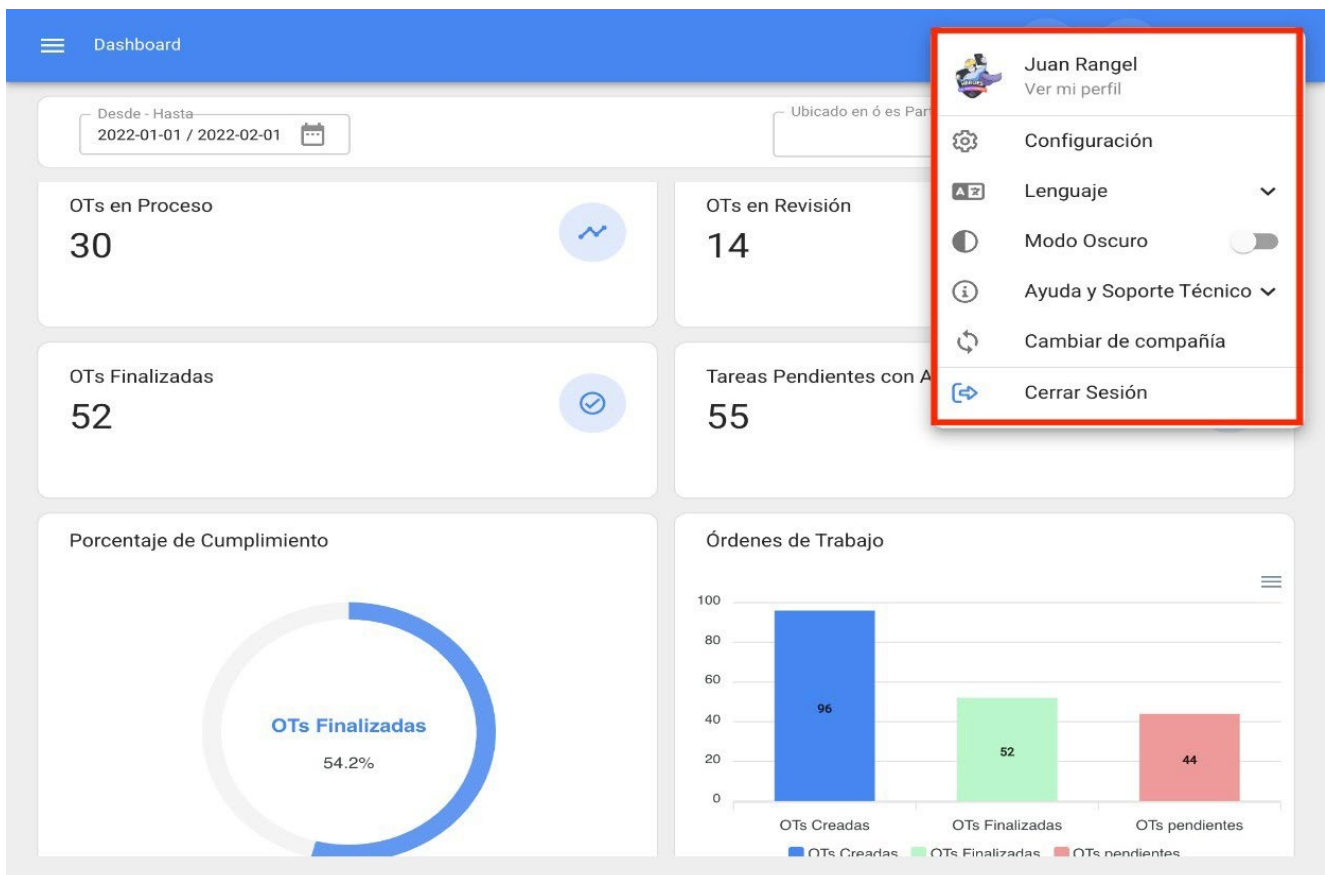 Dashboard
Juan Rangel
Ver mi perfil
Desde - Hasta
2022-01-01 / 2022-02-01
Ubicado en ó es Par
Configuración
Lenguaje
Modo Oscuro
Ayuda y Soporte Técnico
Cambiar de compañía
Cerrar Sesión
OTs en Proceso
30
OTs en Revisión
14
OTs Finalizadas
52
Tareas Pendientes con A
55
Porcentaje de Cumplimiento
OTs Finalizadas
54.2%
Órdenes de Trabajo
100
80
60
40
20
0
96
52
44
OTs Creadas
OTs Finalizadas
OTs pendientes
OTs Creadas OTs Finalizadas OTs pendientes